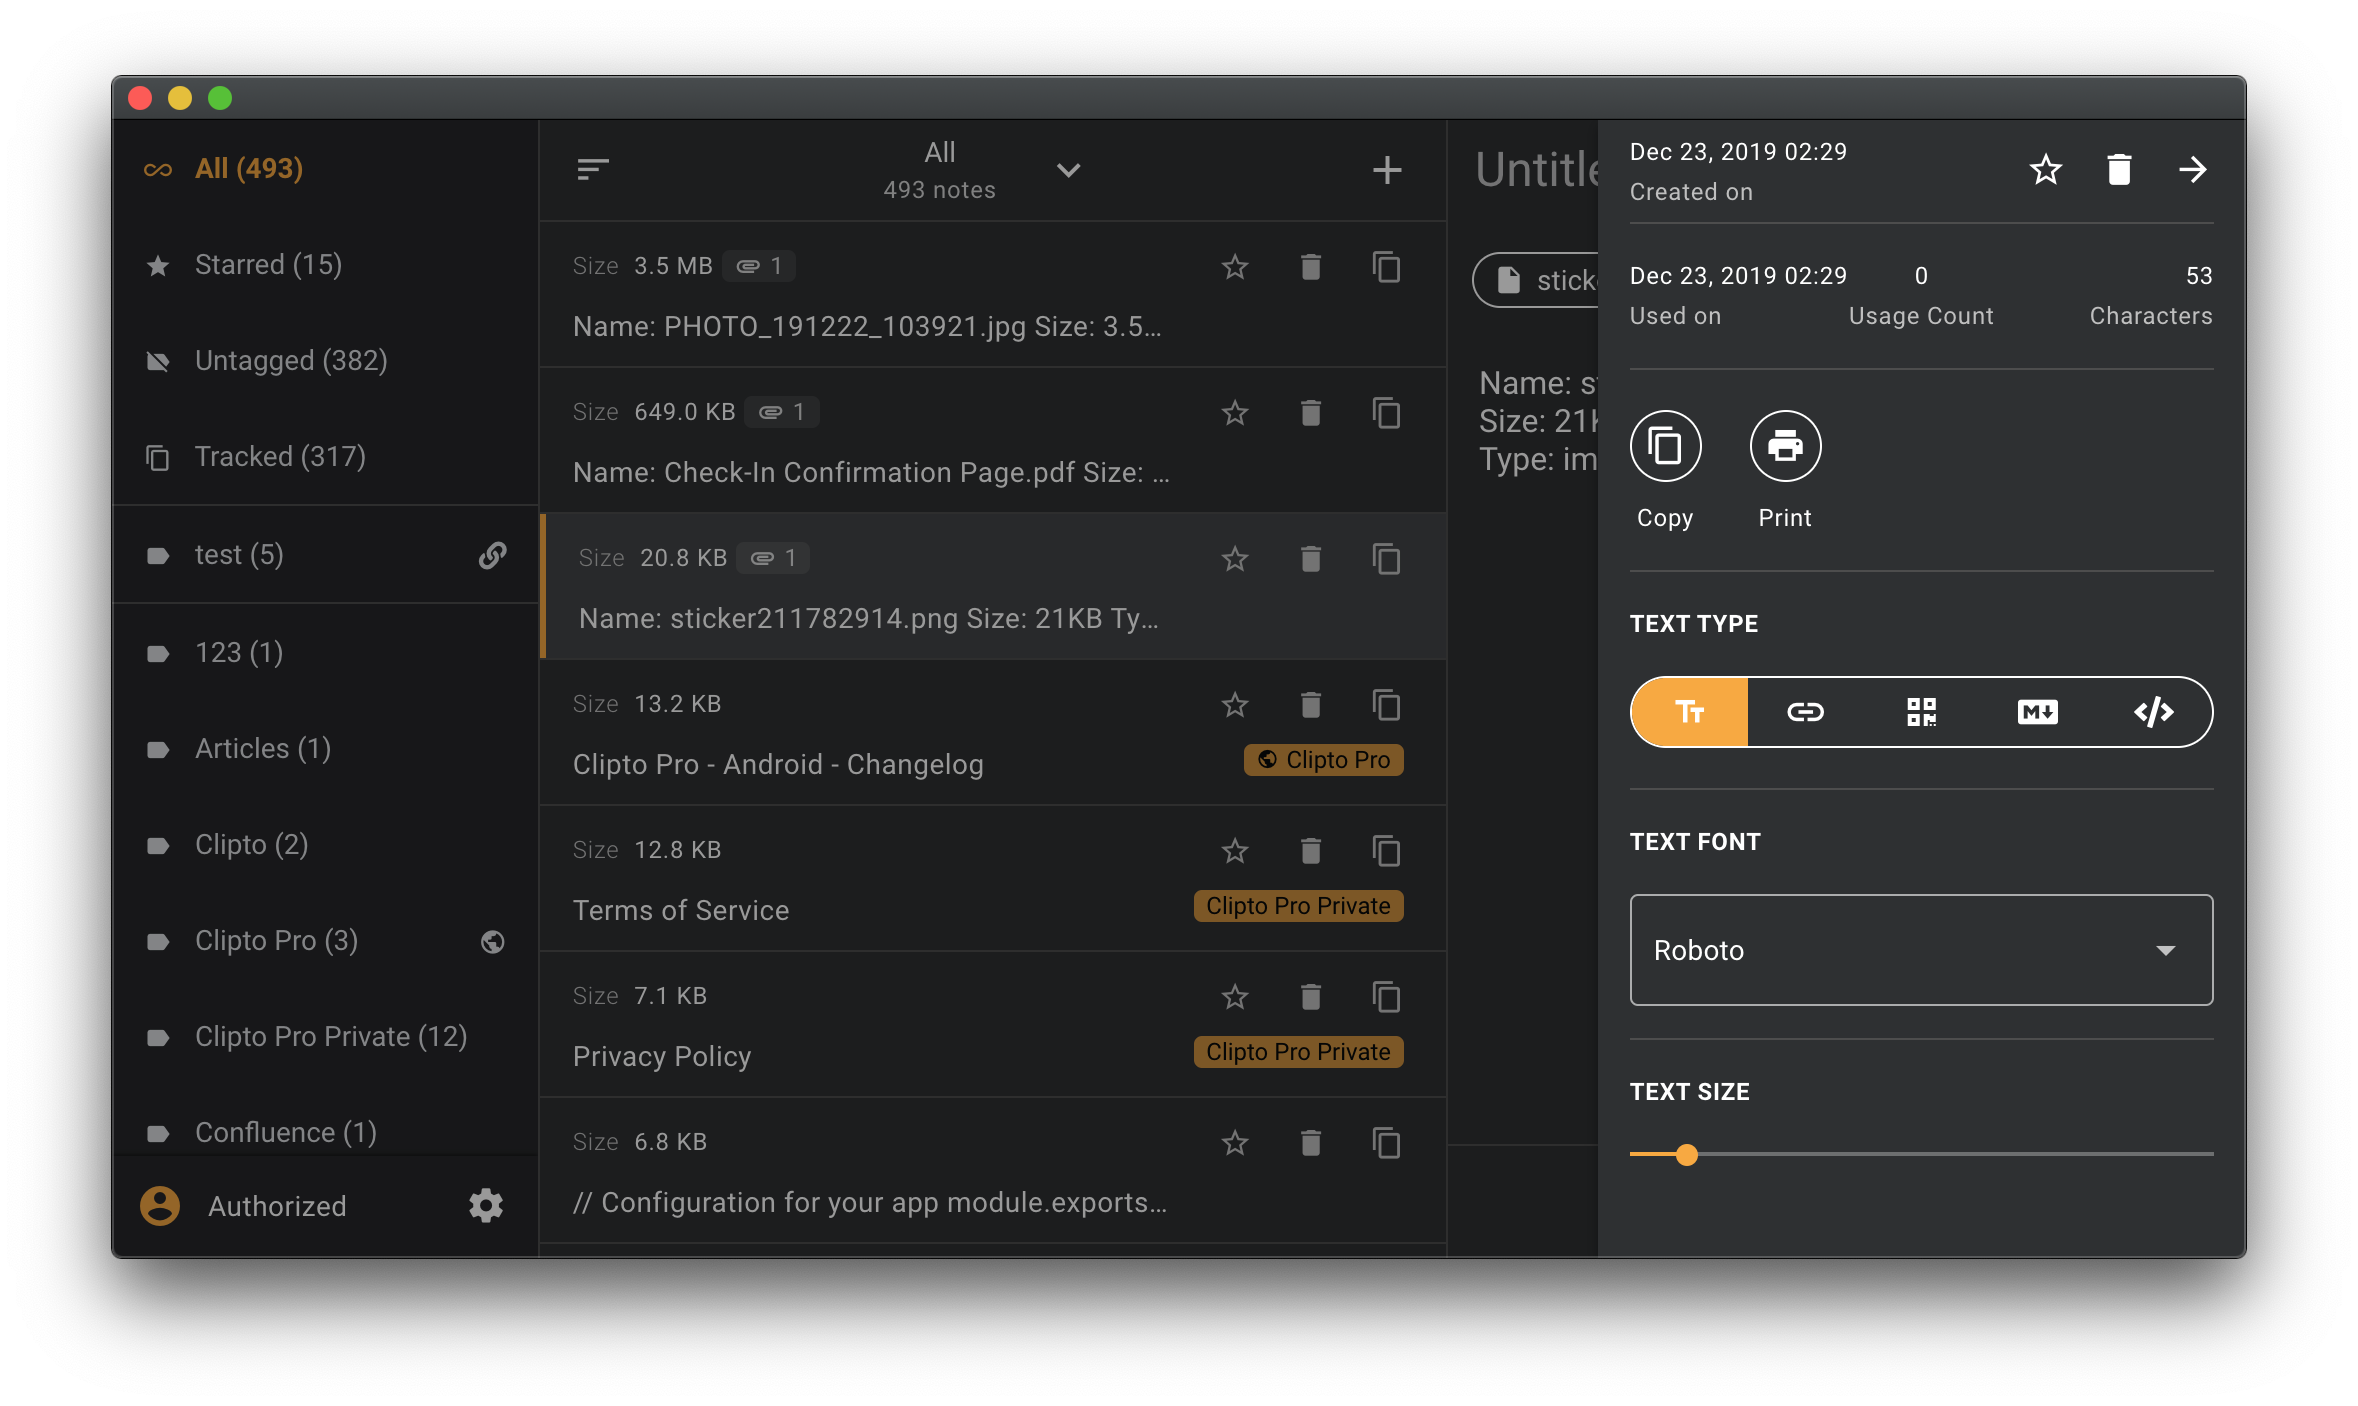 All (493)
Starred (15)
Untagged (382)
Tracked (317)
test (5)
123 (1)
Articles (1)
Clipto (2)
Clipto Pro (3)
Clipto Pro Private (12)
Confluence (1)
Authorized
All
493 notes
Size 3.5 MB 1
Name: PHOTO_191222_103921.jpg Size: 3.5...
Size 649.0 KB 1
Name: Check-In Confirmation Page.pdf Size: ...
Size 20.8 KB 1
Name: sticker211782914.png Size: 21KB Ty...
Size 13.2 KB
Clipto Pro - Android - Changelog
Clipto Pro
Size 12.8 KB
Terms of Service
Clipto Pro Private
Size 7.1 KB
Privacy Policy
Clipto Pro Private
Size 6.8 KB
// Configuration for your app module.exports...
Untitle
stick
Name: s
Size: 21K
Type: im
Dec 23, 2019 02:29
Created on
Dec 23, 2019 02:29 0 53
Used on Usage Count Characters
Copy Print
TEXT TYPE
Tт M
TEXT FONT
Roboto
TEXT SIZE